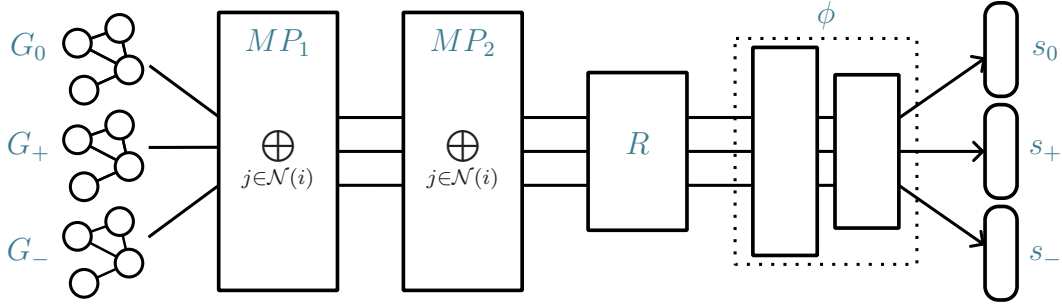 G₀
G₊
G₋
MP₁
⊕
j∈𝒩(i)
MP₂
⊕
j∈𝒩(i)
R
ϕ
s₀
s₊
s₋